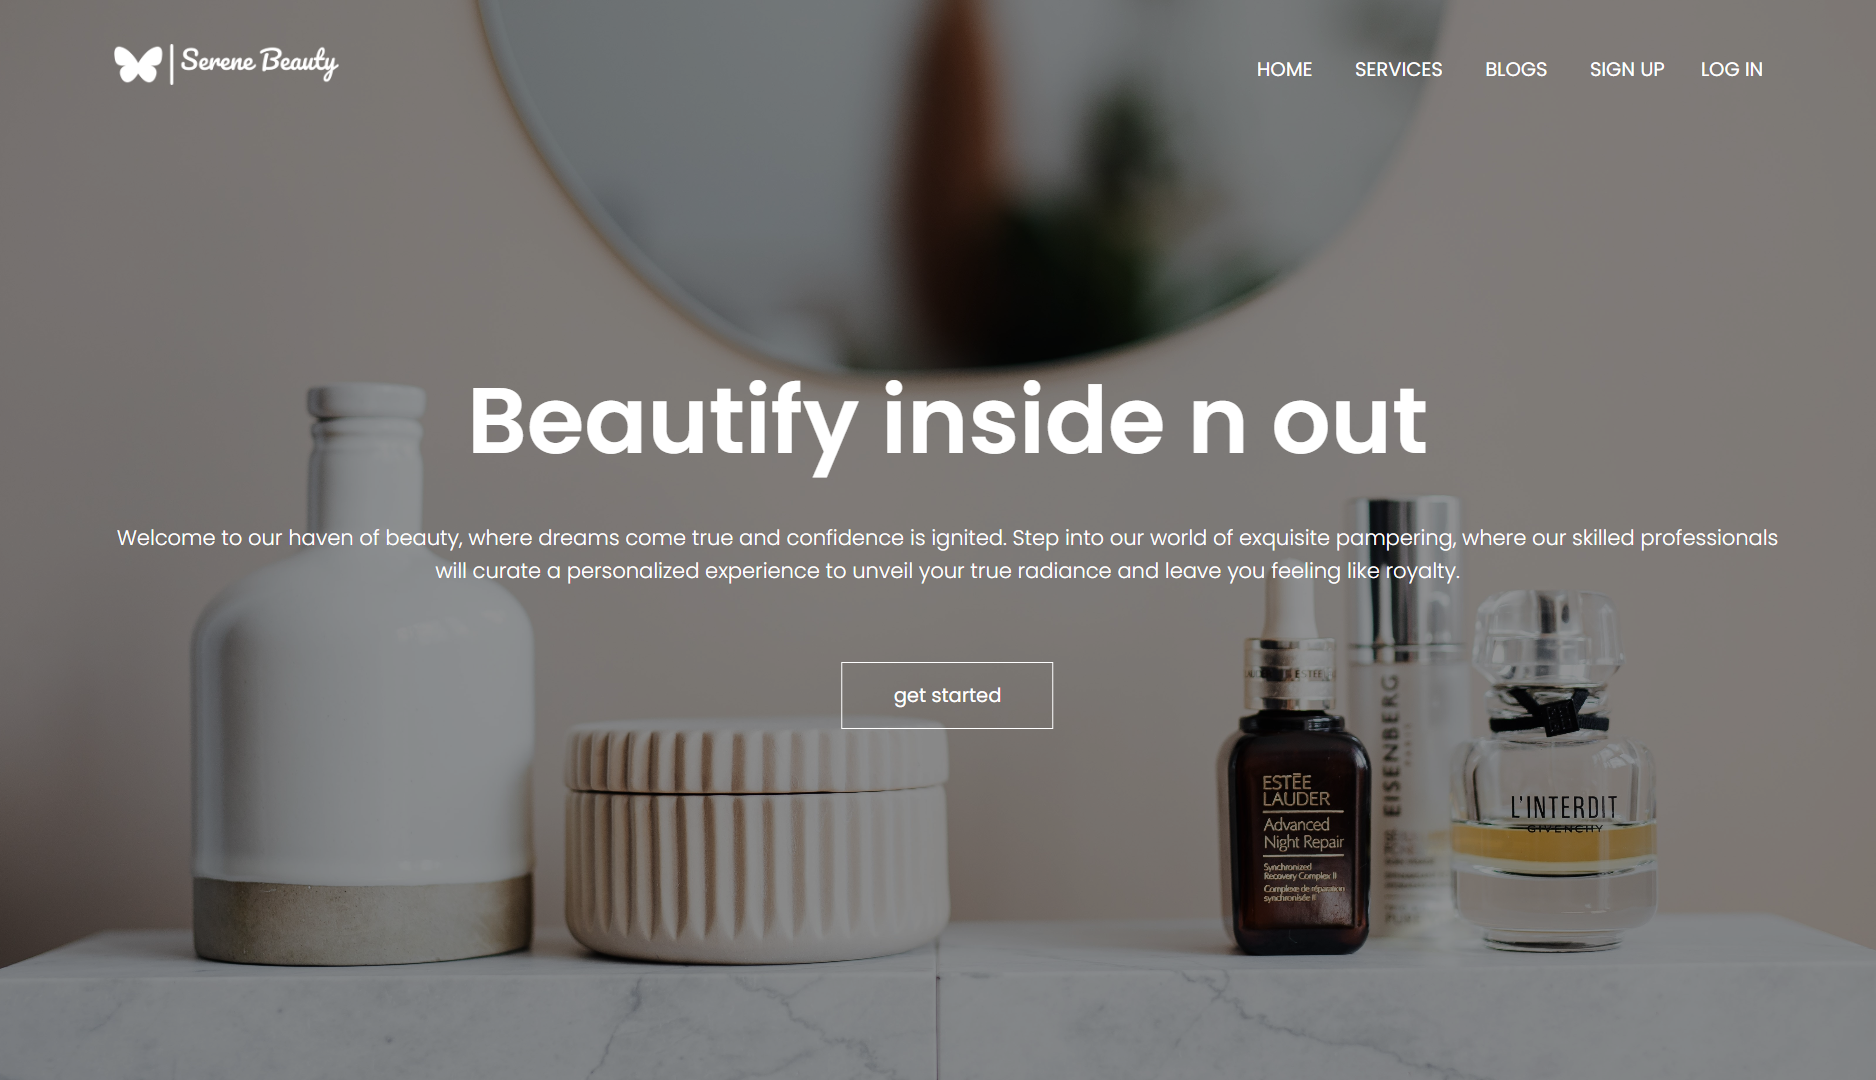 Serene Beauty
HOME SERVICES BLOGS SIGN UP LOG IN
Beautify inside n out
Welcome to our haven of beauty, where dreams come true and confidence is ignited. Step into our world of exquisite pampering, where our skilled professionals
will curate a personalized experience to unveil your true radiance and leave you feeling like royalty.
get started
ESTĒE
LAUDER
Advanced
Night Repair
Synchronized
Recovery Complex II
Complexe de réparation
synchronisée II
EISENBERG
PARIS
L'INTERDIT
GIVENCHY